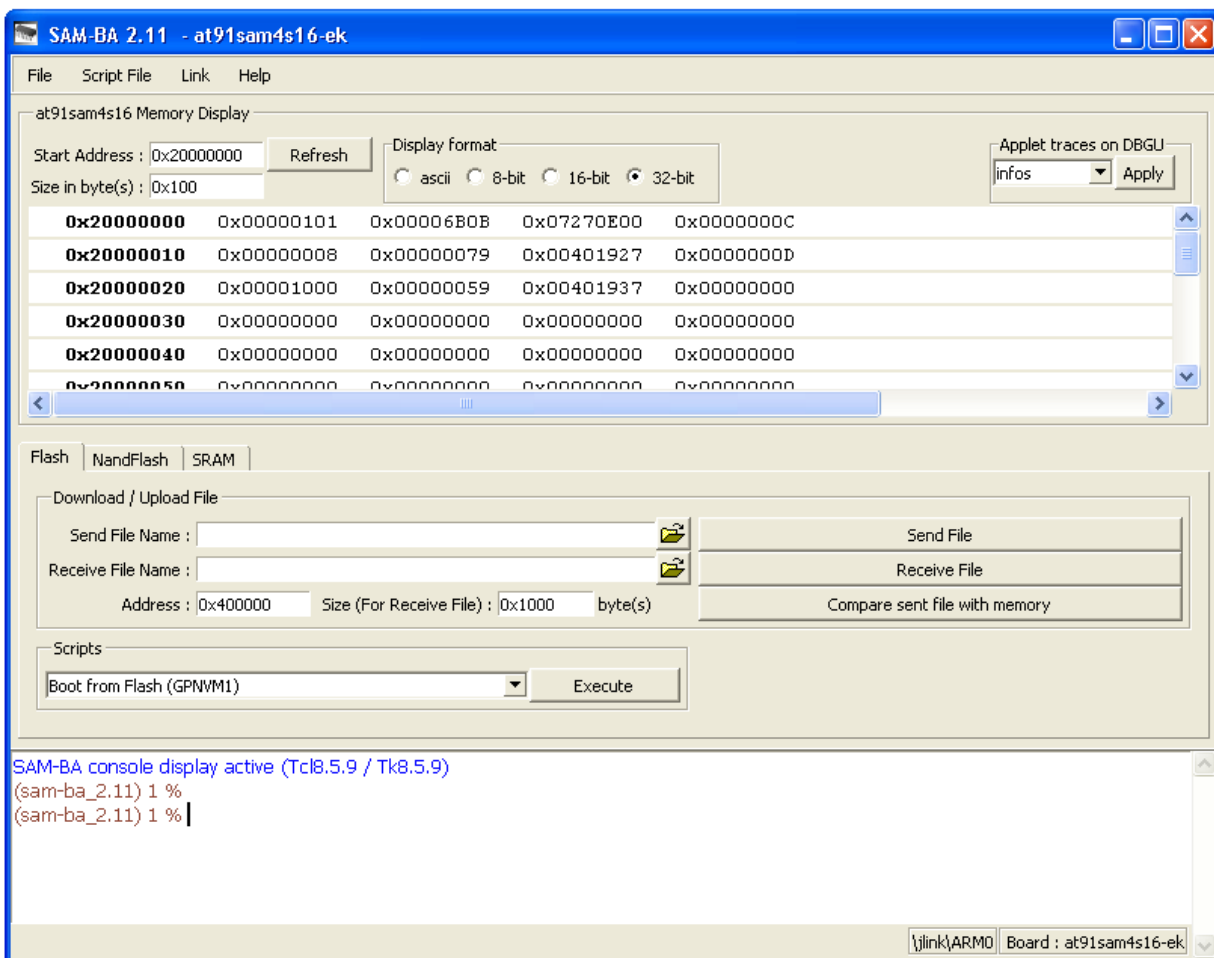 SAM-BA 2.11 - at91sam4s16-ek
File Script File Link Help
at91sam4s16 Memory Display
Start Address : 0x20000000 Refresh
Size in byte(s) : 0x100
Display format
ascii 8-bit 16-bit 32-bit
Applet traces on DBGU
infos Apply
0x20000000 0x00000101 0x00006B0B 0x07270E00 0x0000000C
0x20000010 0x00000008 0x00000079 0x00401927 0x0000000D
0x20000020 0x00001000 0x00000059 0x00401937 0x00000000
0x20000030 0x00000000 0x00000000 0x00000000 0x00000000
0x20000040 0x00000000 0x00000000 0x00000000 0x00000000
0x20000050 0x00000000 0x00000000 0x00000000 0x00000000
Flash NandFlash SRAM
Download / Upload File
Send File Name : Send File
Receive File Name : Receive File
Address : 0x400000 Size (For Receive File) : 0x1000 byte(s) Compare sent file with memory
Scripts
Boot from Flash (GPNVM1) Execute
SAM-BA console display active (Tcl8.5.9 / Tk8.5.9)
(sam-ba_2.11) 1 %
(sam-ba_2.11) 1 %
\jlink\ARM0 Board : at91sam4s16-ek